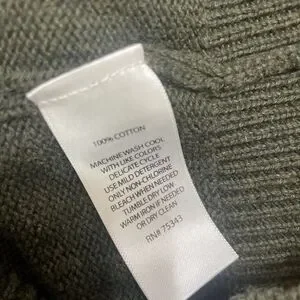 100% COTTON
MACHINE WASH COOL
WITH LIKE COLORS
DELICATE CYCLE
USE MILD DETERGENT
ONLY NON-CHLORINE
BLEACH WHEN NEEDED
TUMBLE DRY LOW
WARM IRON IF NEEDED
OR DRY CLEAN
RN# 75343